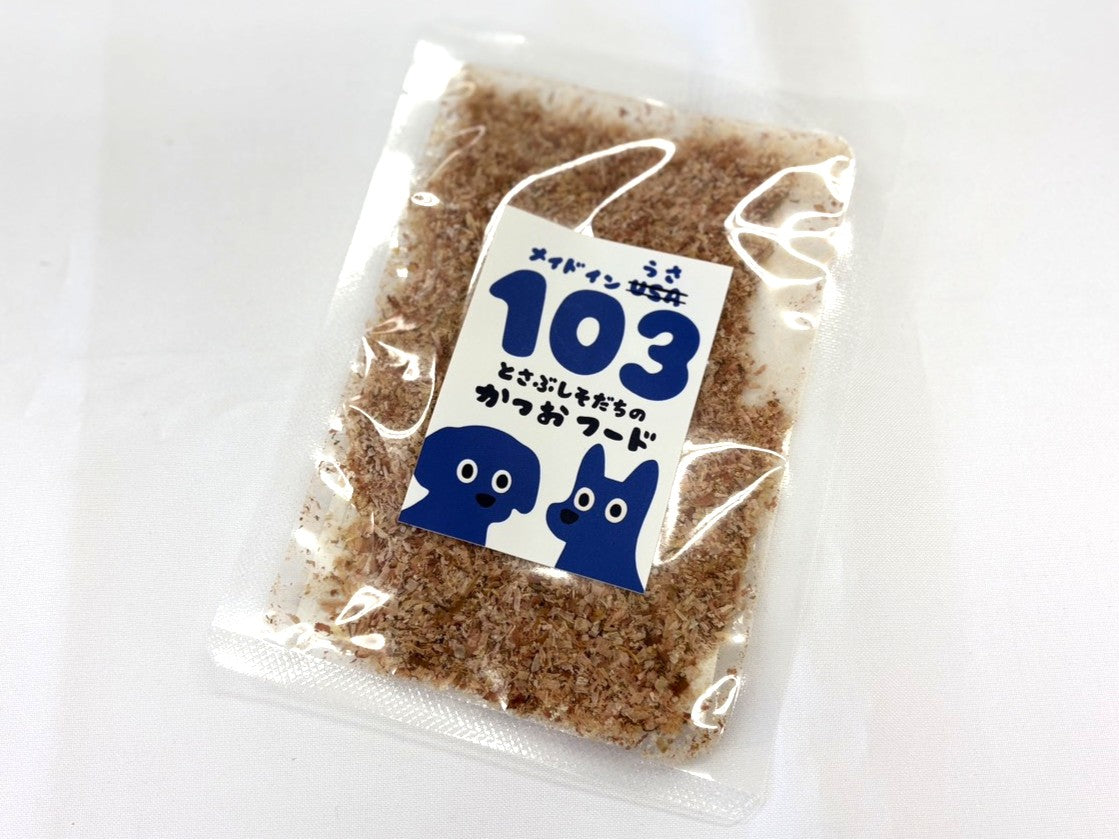 うさ
メイドイン USA
103
とさぶしそだちの
かつおフード